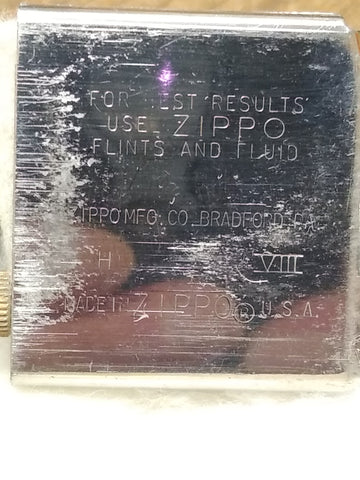 FOR BEST RESULTS
USE ZIPPO
FLINTS AND FLUID
ZIPPO MFG. CO. BRADFORD, PA.
H VIII
MADE IN ZIPPO® U.S.A.